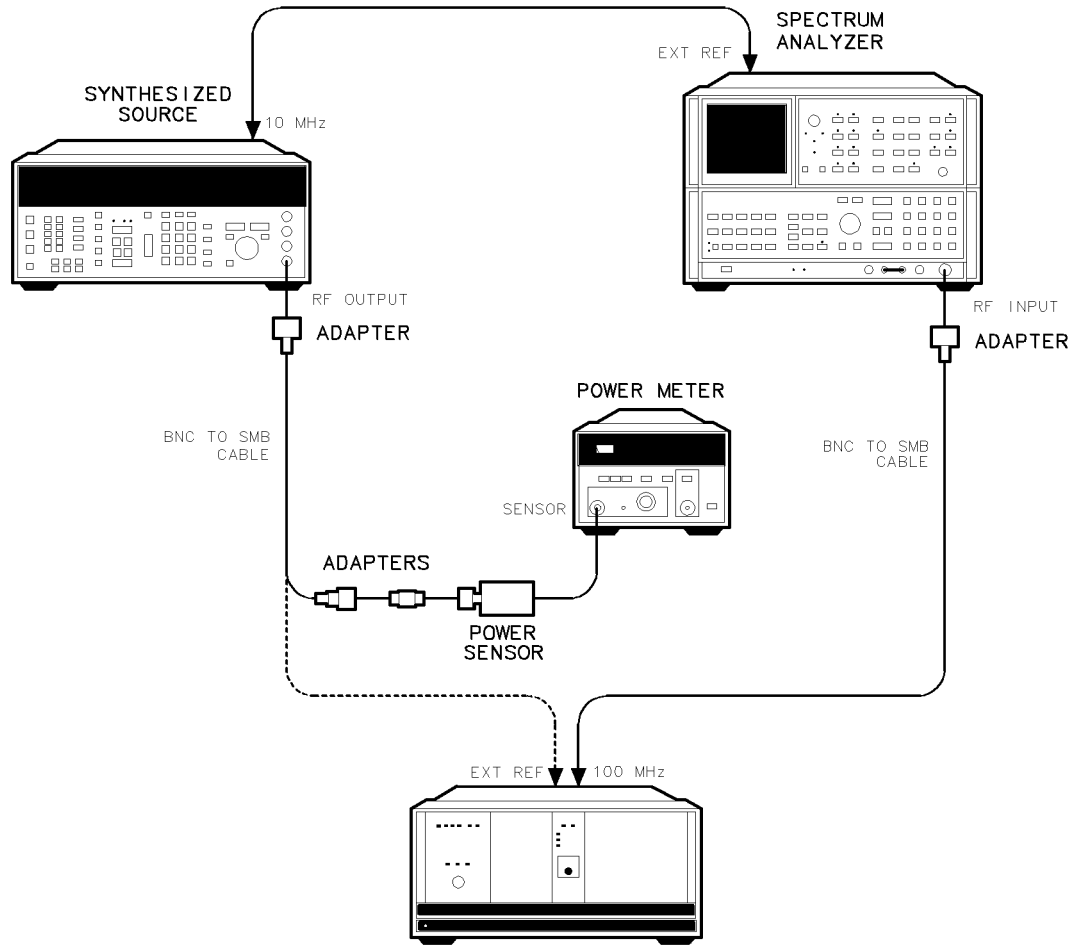 SPECTRUM
ANALYZER
EXT REF
SYNTHESIZED
SOURCE
10 MHz
RF OUTPUT
ADAPTER
RF INPUT
ADAPTER
POWER METER
BNC TO SMB
CABLE
BNC TO SMB
CABLE
SENSOR
ADAPTERS
POWER
SENSOR
EXT REF
100 MHz